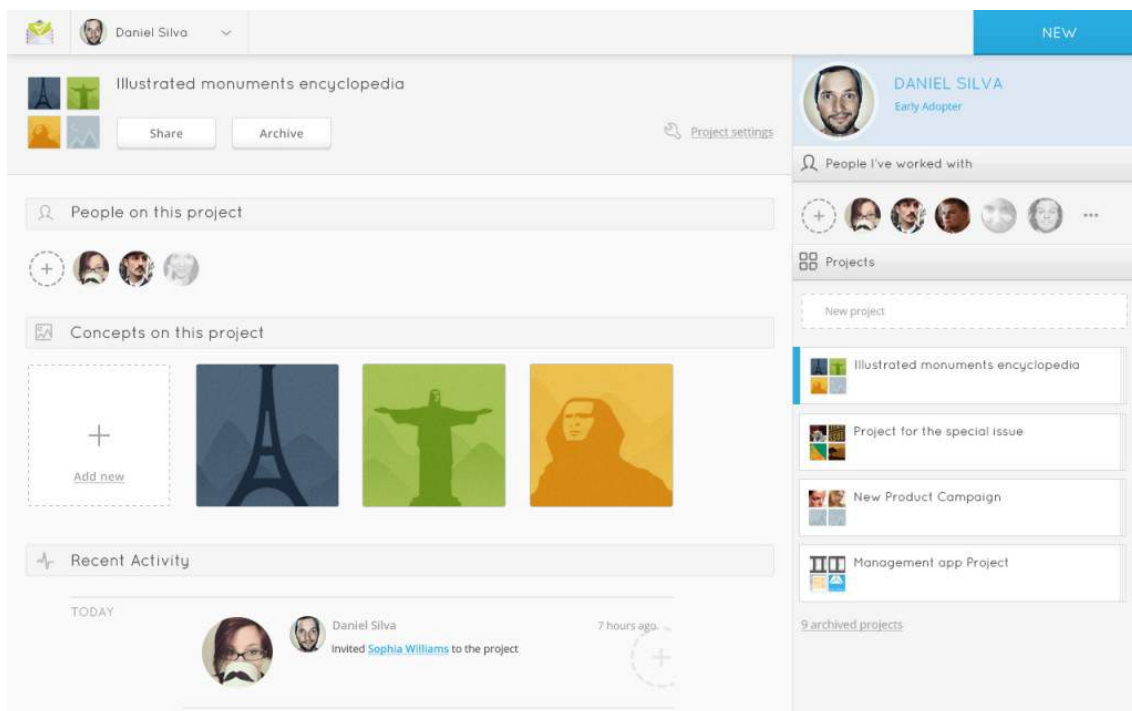 Daniel Silva
NEW
Illustrated monuments encyclopedia
Share
Archive
Project settings
People on this project
Concepts on this project
Add new
Recent Activity
TODAY
Daniel Silva
7 hours ago
Invited Sophia Williams to the project
DANIEL SILVA
Early Adopter
People I've worked with
Projects
New project
Illustrated monuments encyclopedia
Project for the special issue
New Product Campaign
Management app Project
9 archived projects